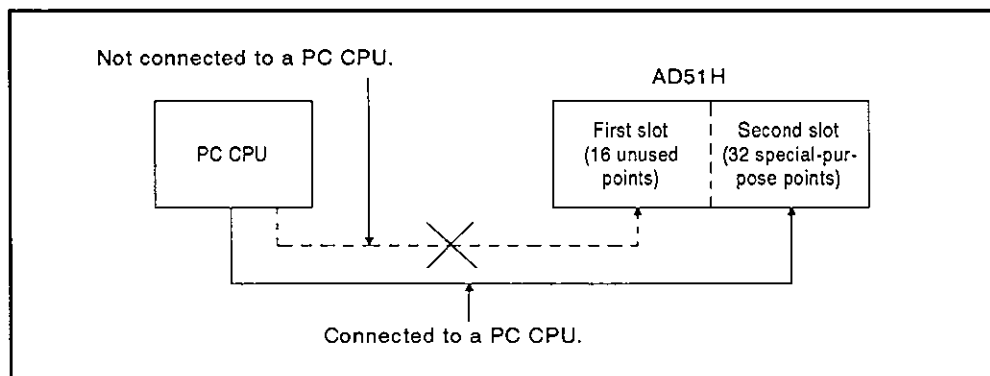 Not connected to a PC CPU.
AD51H
PC CPU
First slot
(16 unused
points)
Second slot
(32 special-pur-
pose points)
Connected to a PC CPU.